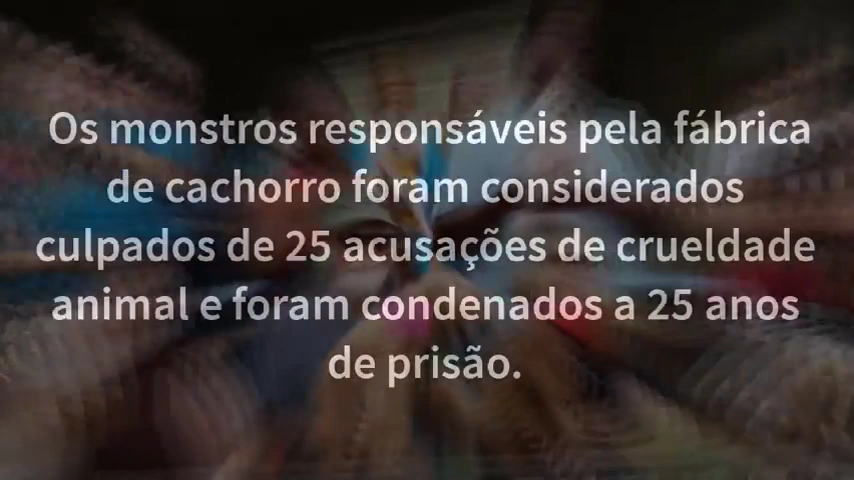 Os monstros responsáveis pela fábrica
de cachorro foram considerados
culpados de 25 acusações de crueldade
animal e foram condenados a 25 anos
de prisão.